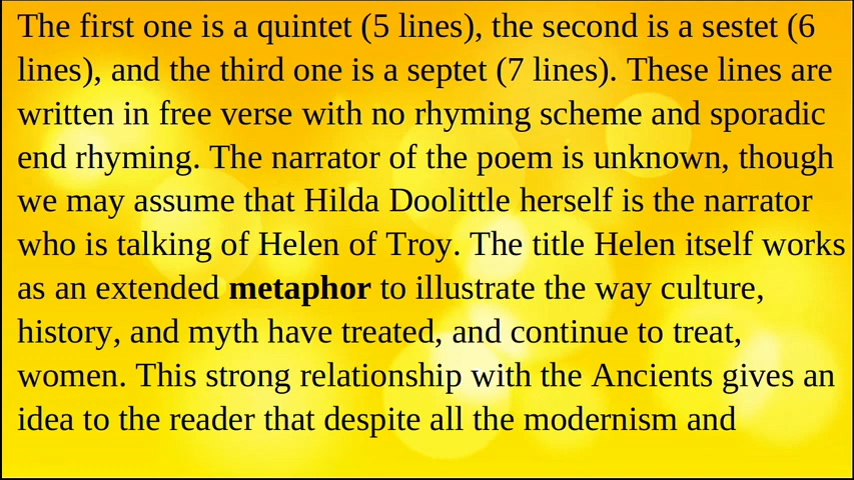 The first one is a quintet (5 lines), the second is a sestet (6
lines), and the third one is a septet (7 lines). These lines are
written in free verse with no rhyming scheme and sporadic
end rhyming. The narrator of the poem is unknown, though
we may assume that Hilda Doolittle herself is the narrator
who is talking of Helen of Troy. The title Helen itself works
as an extended metaphor to illustrate the way culture,
history, and myth have treated, and continue to treat,
women. This strong relationship with the Ancients gives an
idea to the reader that despite all the modernism and